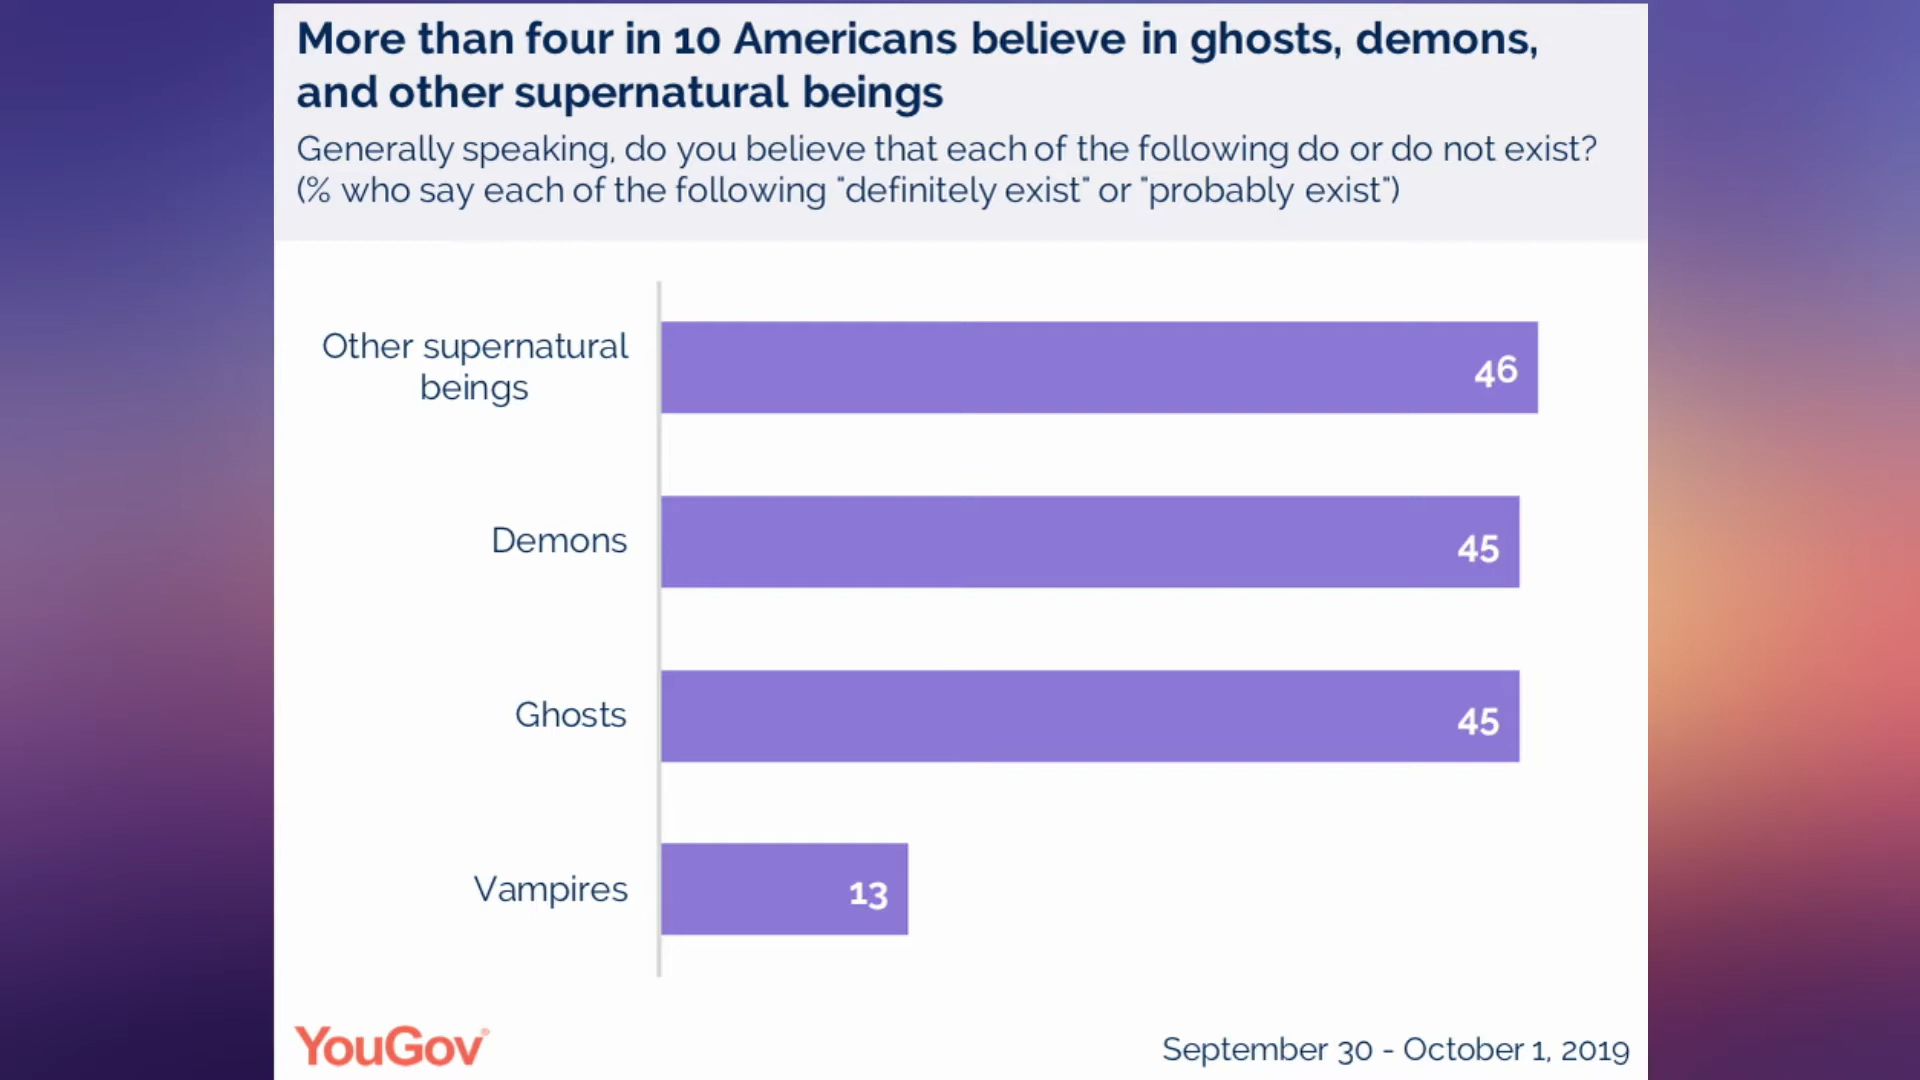 More than four in 10 Americans believe in ghosts, demons,
and other supernatural beings
Generally speaking, do you believe that each of the following do or do not exist?
(% who say each of the following "definitely exist" or "probably exist")
Other supernatural
beings
46
Demons
45
Ghosts
45
Vampires
13
YouGov®
September 30 - October 1, 2019